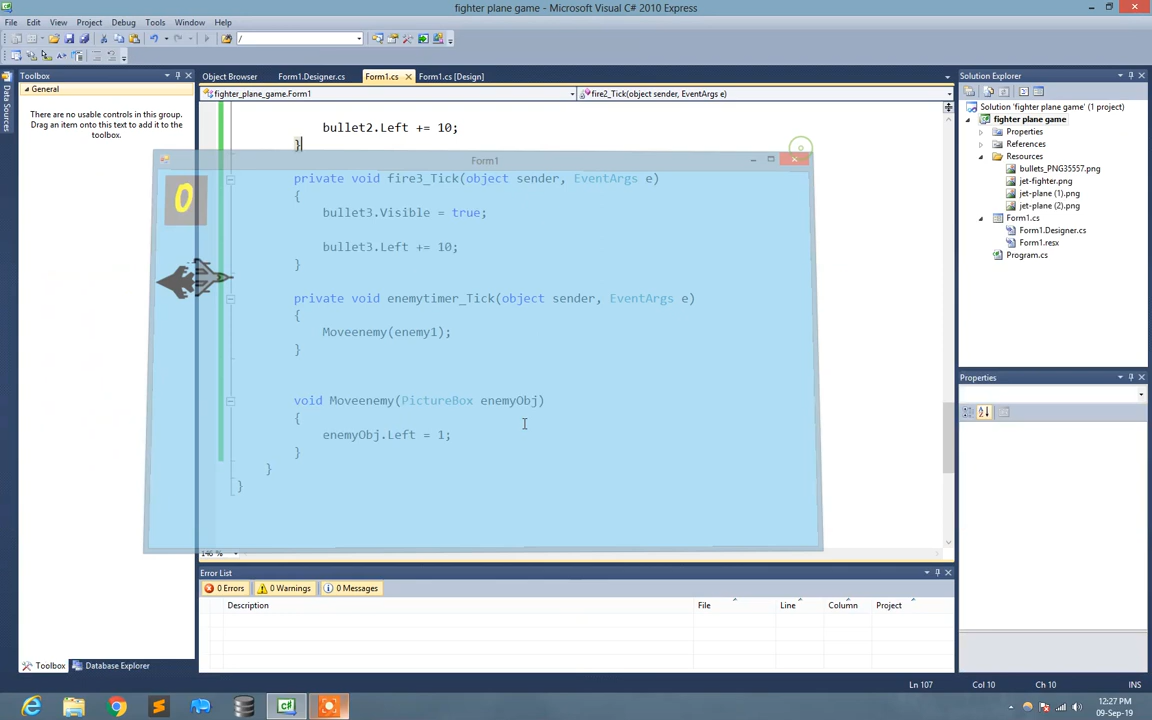 fighter plane game - Microsoft Visual C# 2010 Express
File Edit View Project Debug Tools Window Help
/
Toolbox
Object Browser Form1.Designer.cs Form1.cs Form1.cs [Design]
Solution Explorer
General
There are no usable controls in this group.
Drag an item onto this text to add it to the
toolbox.
Data Sources
fighter_plane_game.Form1
fire2_Tick(object sender, EventArgs e)
Solution 'fighter plane game' (1 project)
fighter plane game
Properties
References
Resources
bullets_PNG35557.png
jet-fighter.png
jet-plane (1).png
jet-plane (2).png
Form1.cs
Form1.Designer.cs
Form1.resx
Program.cs
bullet2.Left += 10;
}
Form1
0
private void fire3_Tick(object sender, EventArgs e)
{
bullet3.Visible = true;
bullet3.Left += 10;
}
private void enemytimer_Tick(object sender, EventArgs e)
{
Moveenemy(enemy1);
}
void Moveenemy(PictureBox enemyObj)
{
enemyObj.Left = 1;
}
}
}
146 %
Properties
Error List
0 Errors 0 Warnings 0 Messages
Description File Line Column Project
Toolbox Database Explorer
Ln 107 Col 10 Ch 10 INS
12:27 PM
09-Sep-19